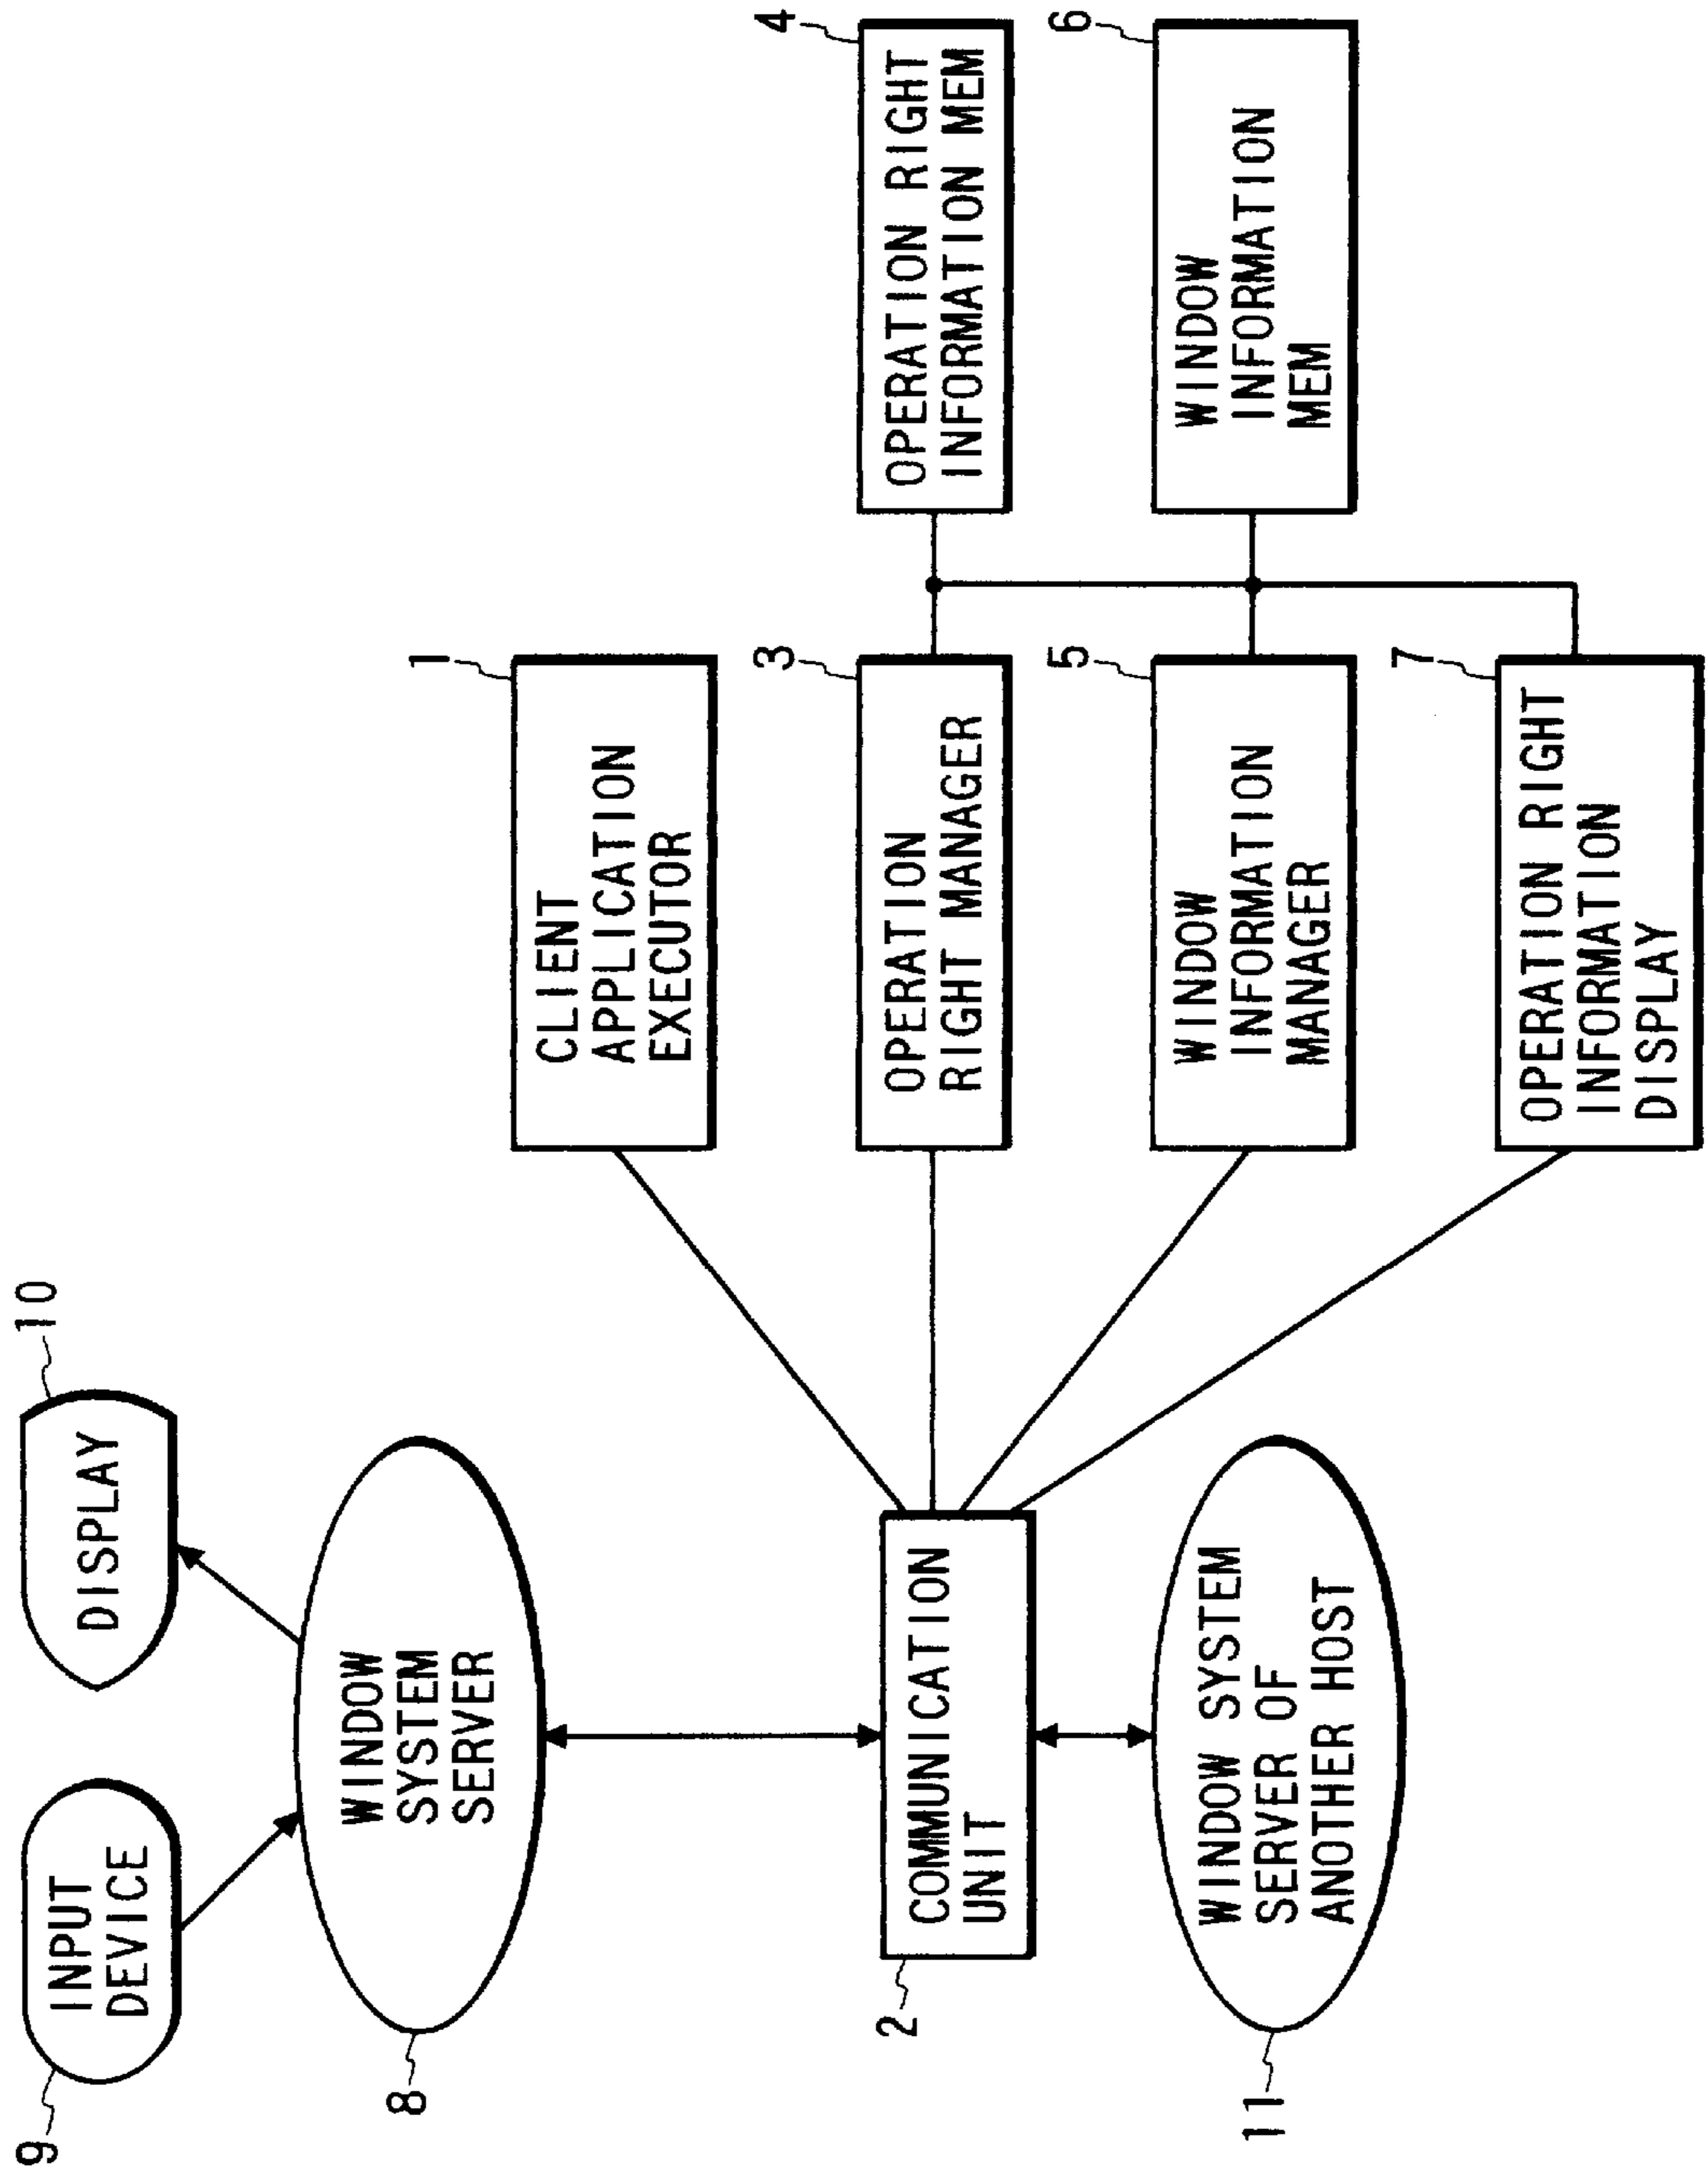 9
INPUT
DEVICE
10
DISPLAY
8
WINDOW
SYSTEM
SERVER
2
COMMUNICATION
UNIT
11
WINDOW SYSTEM
SERVER OF
ANOTHER HOST
1
CLIENT
APPLICATION
EXECUTOR
3
OPERATION
RIGHT MANAGER
4
OPERATION RIGHT
INFORMATION MEM
5
WINDOW
INFORMATION
MANAGER
6
WINDOW
INFORMATION
MEM
7
OPERATION RIGHT
INFORMATION
DISPLAY